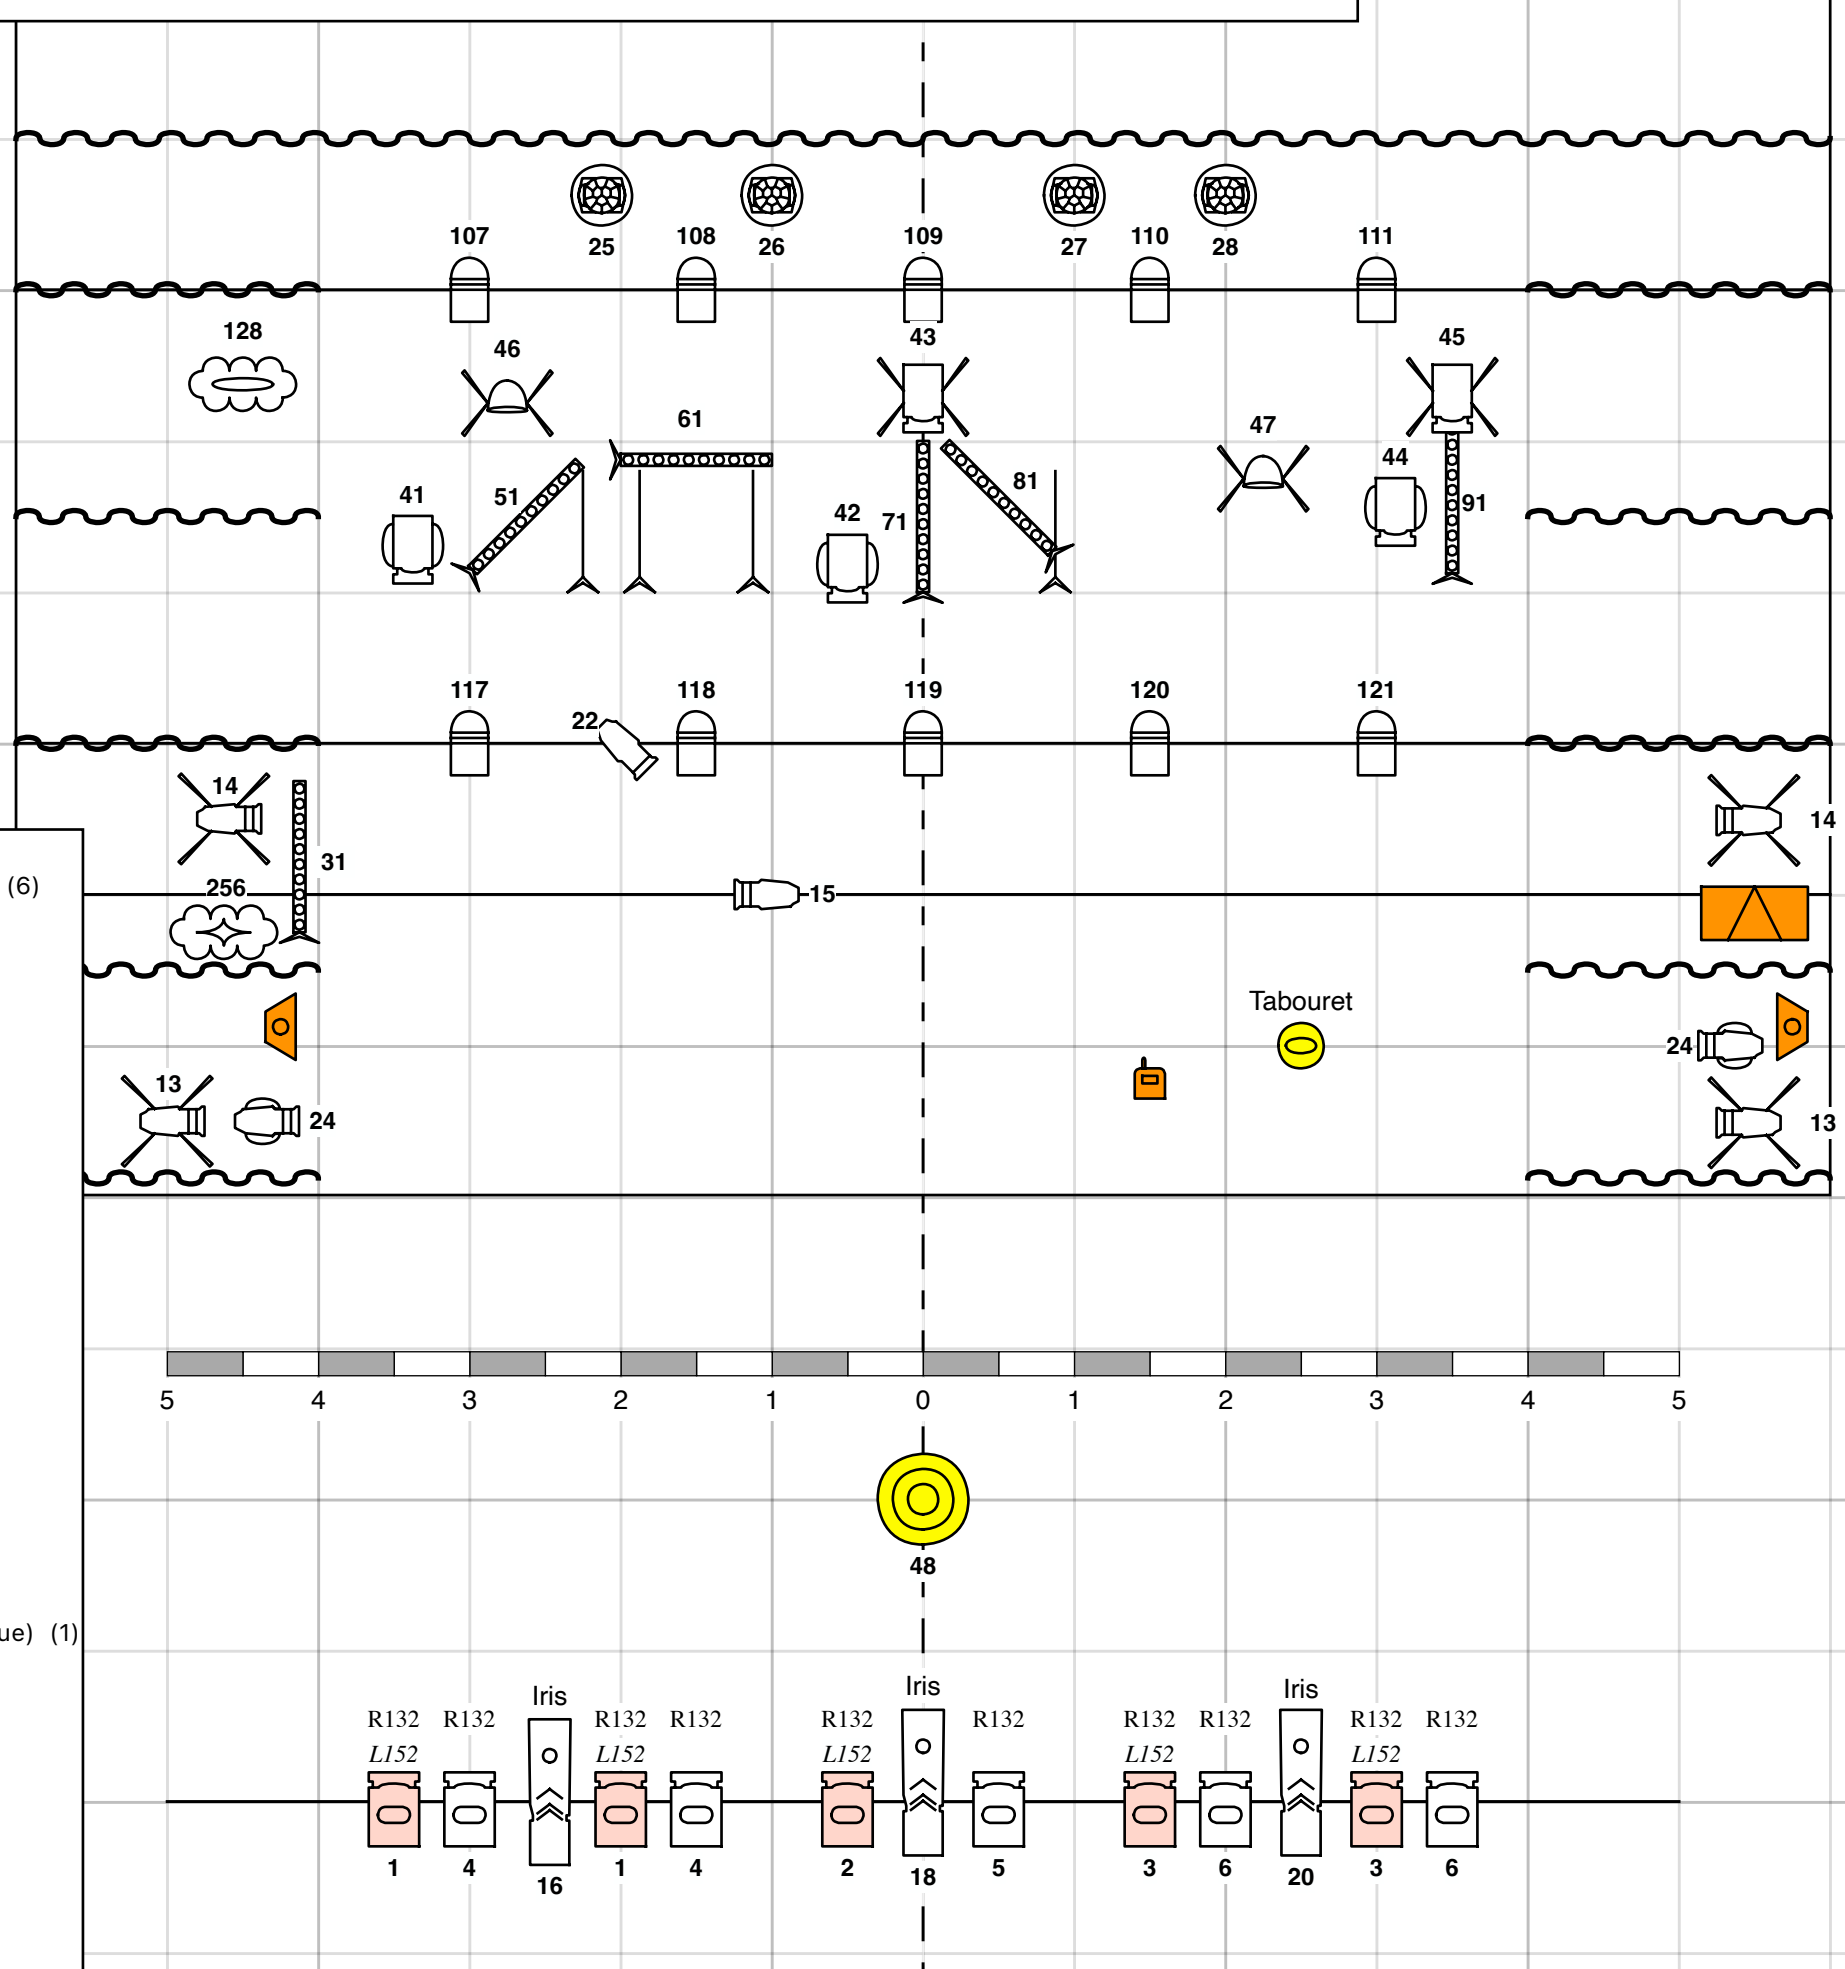 107 108 109 110 111
25 26 27 28
128 46 43 45
61 47 44
41 51 42 71 81 91
117 118 119 120 121
22
14 14
31
(6)
256 15
Tabouret
24
13 24 13
5 4 3 2 1 0 1 2 3 4 5
48
ue) (1)
Iris Iris Iris
R132 R132 R132 R132 R132 R132 R132 R132 R132 R132
L152 L152 L152 L152 L152
1 4 16 1 4 2 18 5 3 6 20 3 6